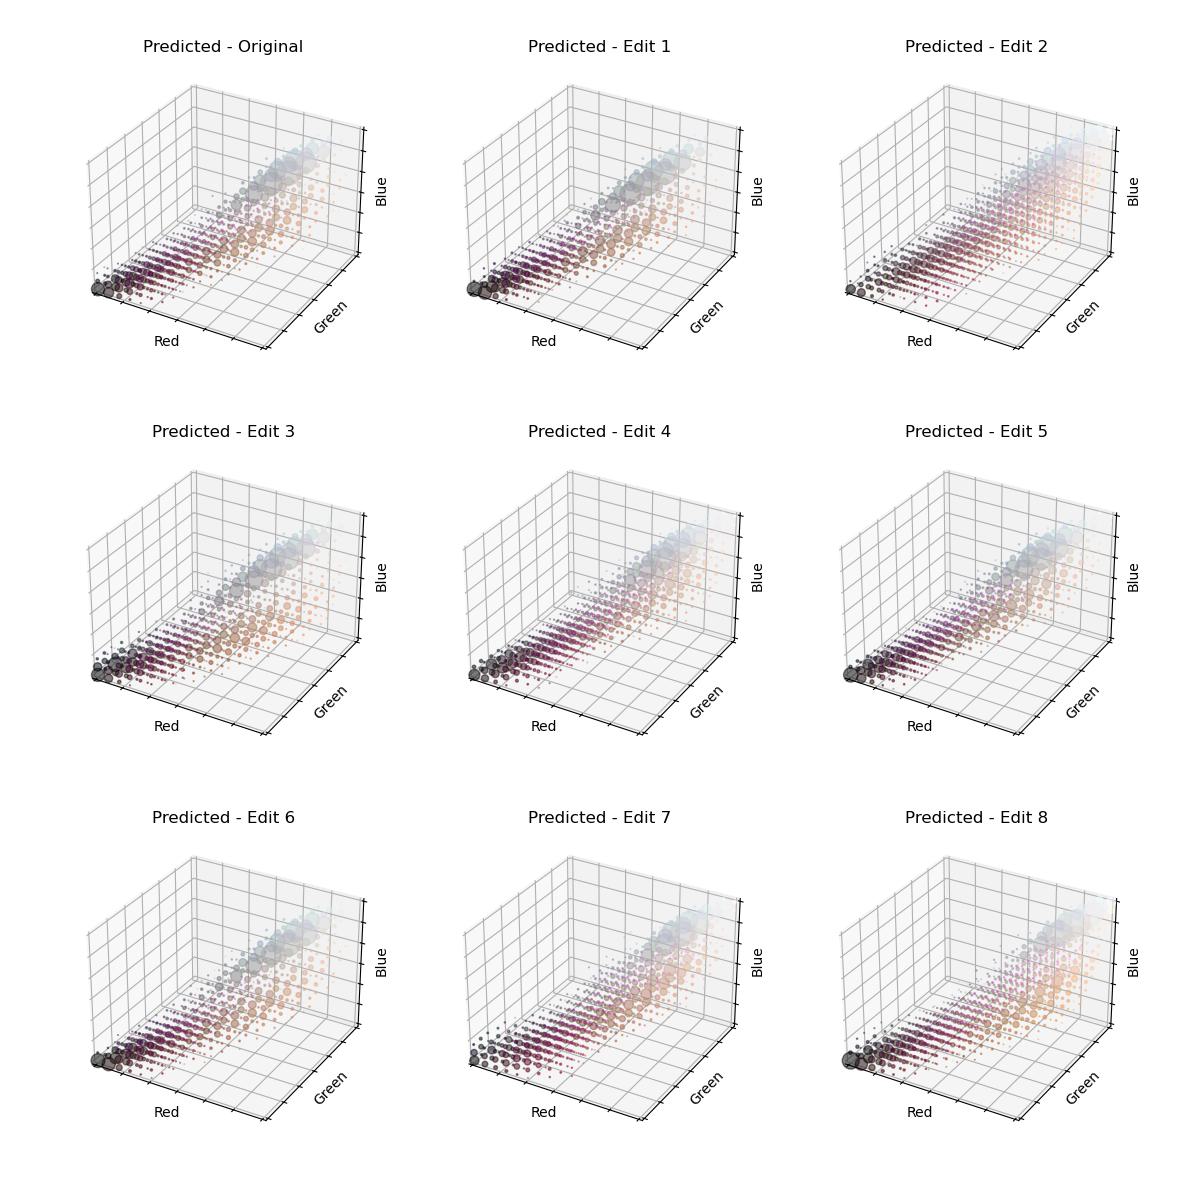 Predicted - Original
Predicted - Edit 1
Predicted - Edit 2
Blue
Blue
Blue
Green
Green
Green
Red
Red
Red
Predicted - Edit 3
Predicted - Edit 4
Predicted - Edit 5
Blue
Blue
Blue
Green
Green
Green
Red
Red
Red
Predicted - Edit 6
Predicted - Edit 7
Predicted - Edit 8
Blue
Blue
Blue
Green
Green
Green
Red
Red
Red